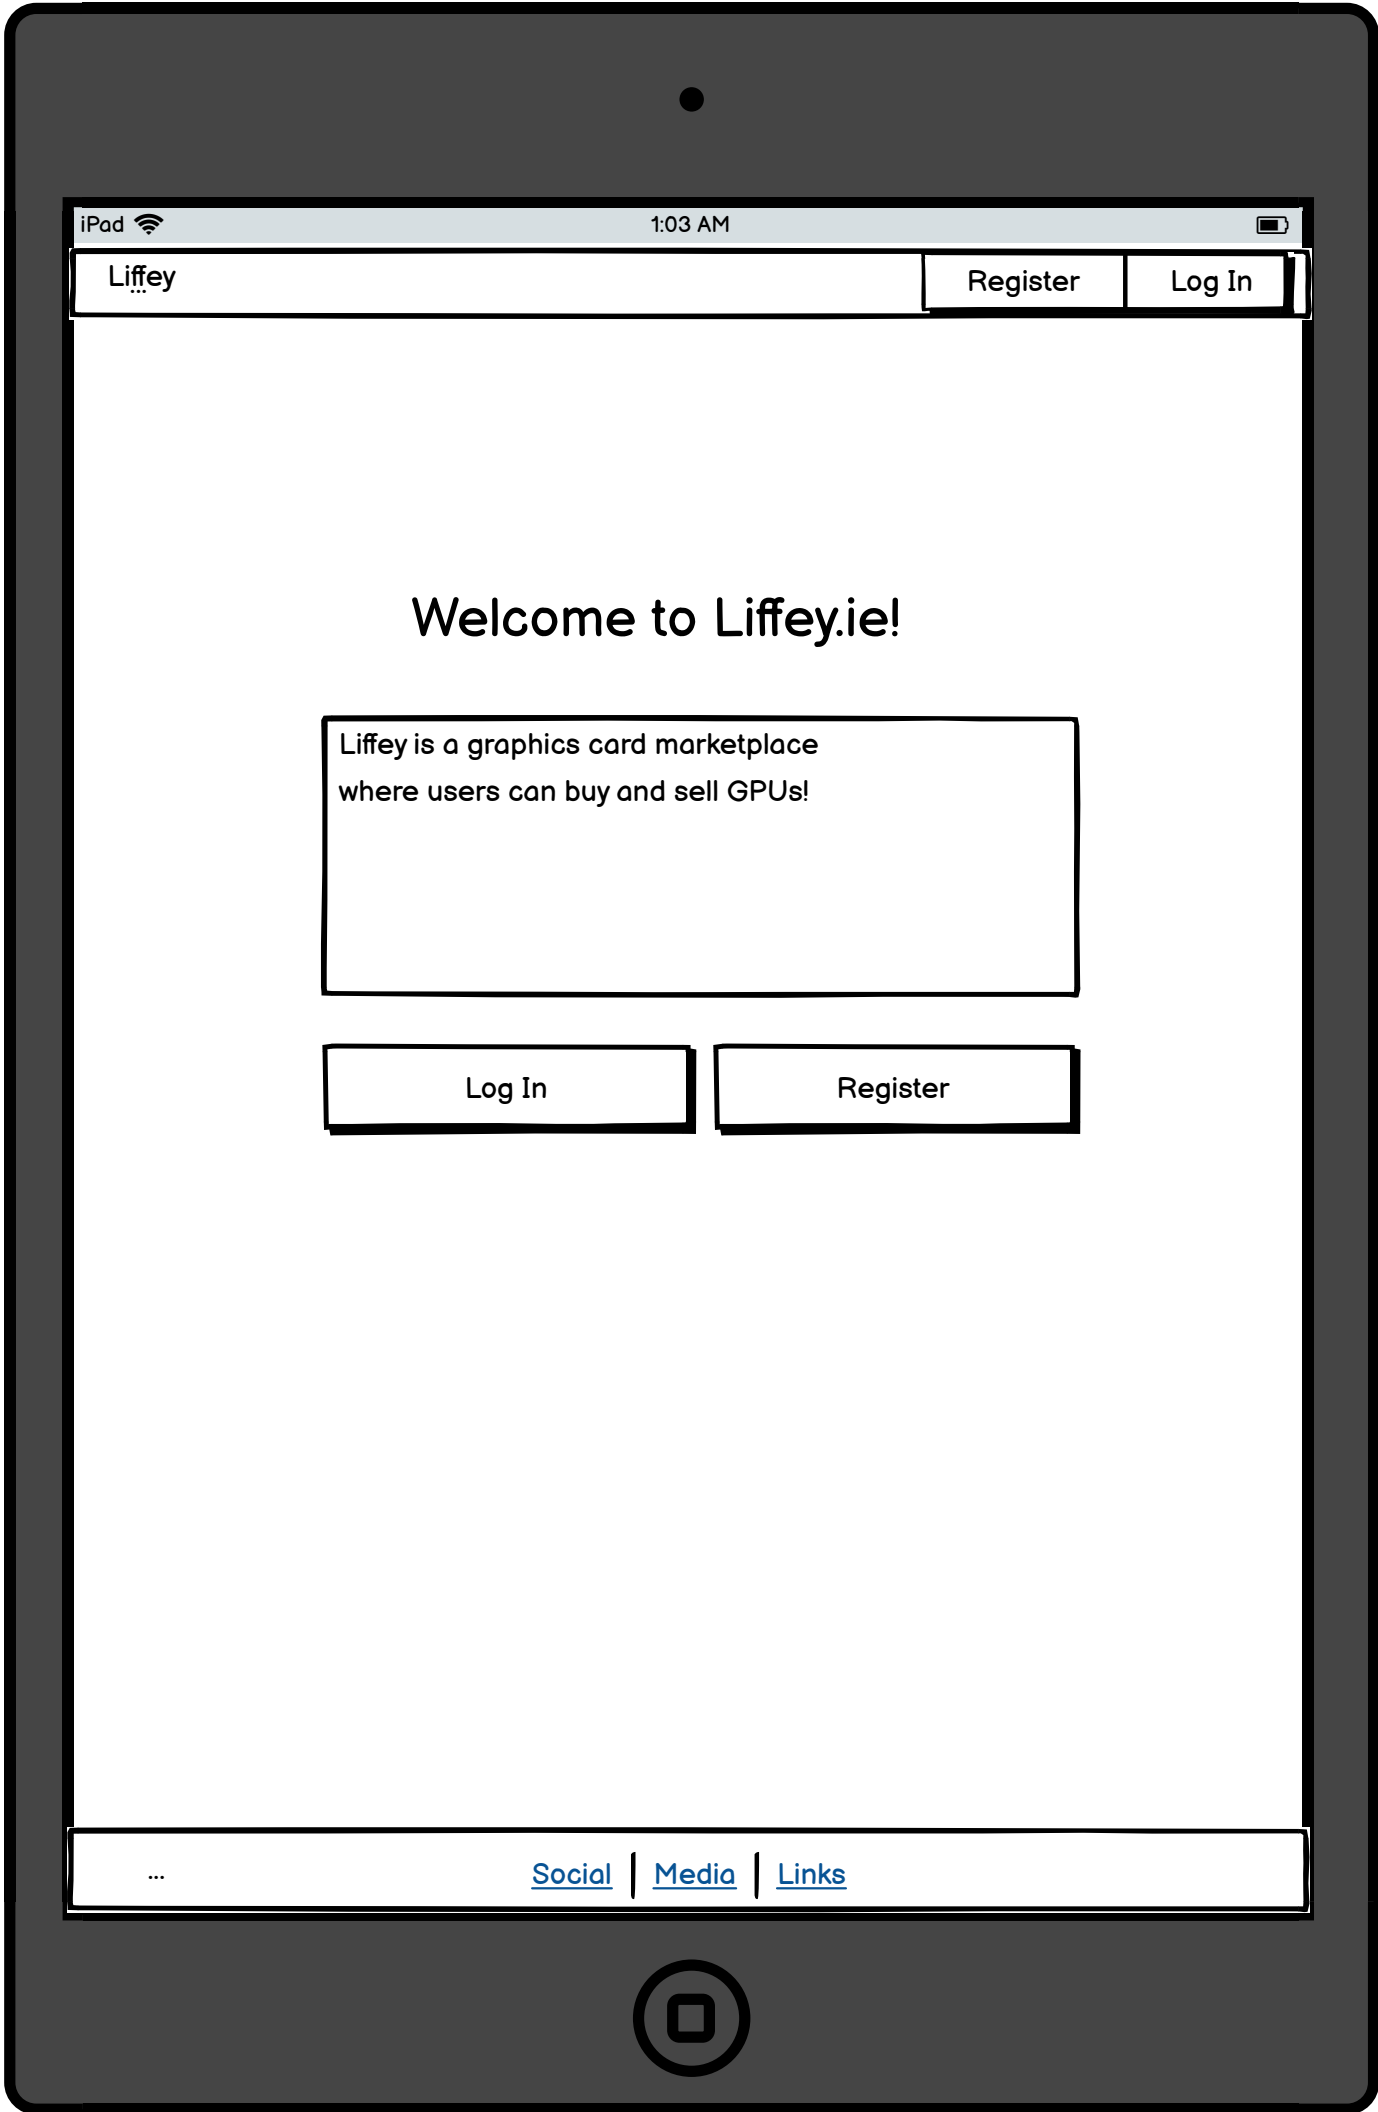 iPad 1:03 AM
Liffey Register Log In
...
Welcome to Liffey.ie!
Liffey is a graphics card marketplace
where users can buy and sell GPUs!
Log In Register
... Social Media Links